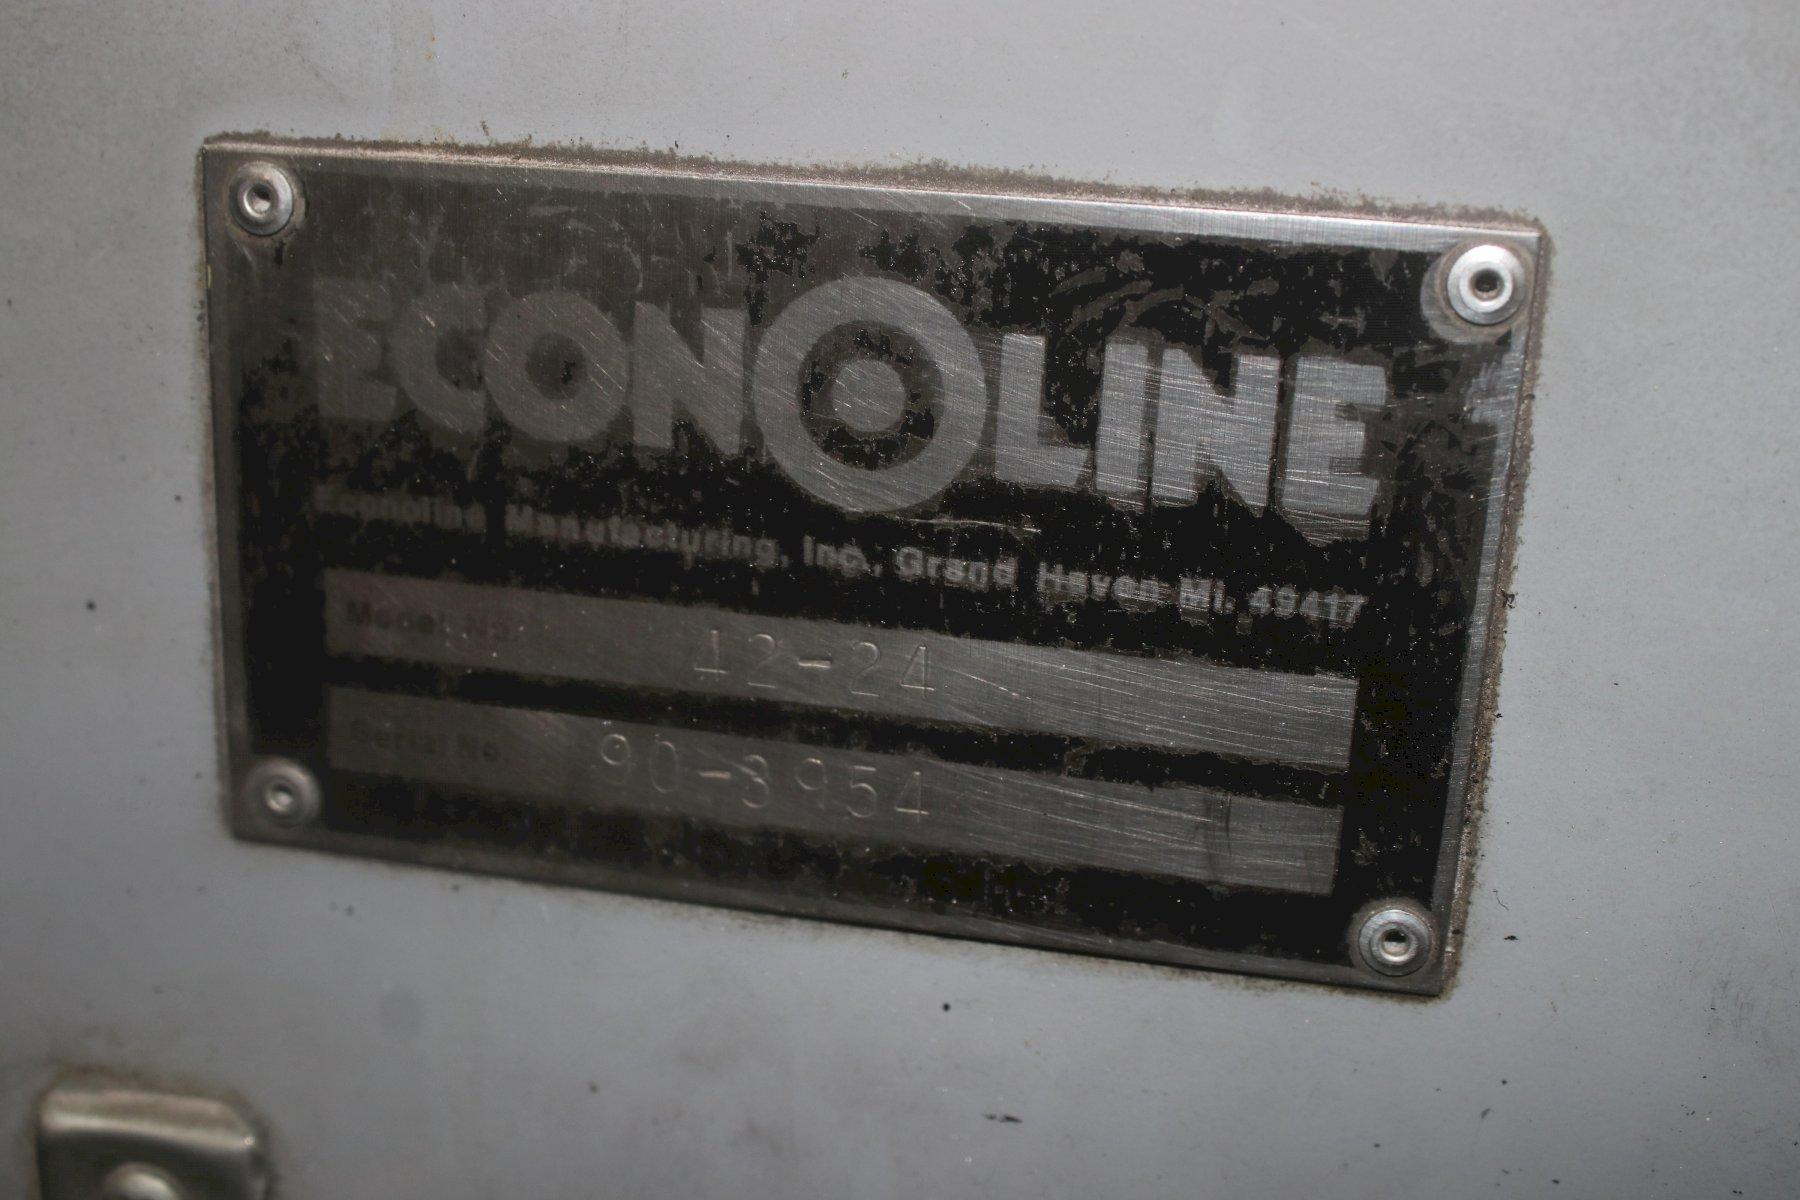 ECONOLINE
Econoline Manufacturing, Inc., Grand Haven MI. 49417
Model No. 42-24
Serial No. 90-3954